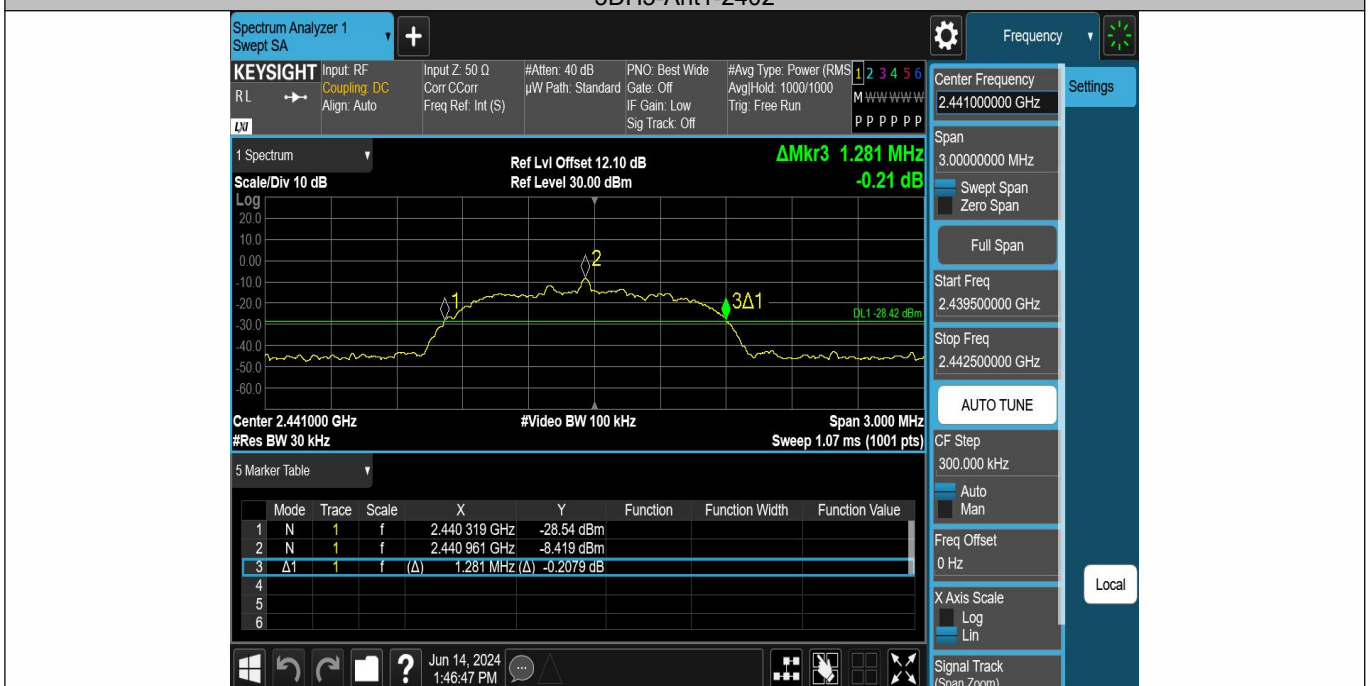 3DH5-Ant1-2402
Spectrum Analyzer 1
Swept SA
+
Frequency
KEYSIGHT
RL
LXI
Input: RF
Coupling: DC
Align: Auto
Input Z: 50 Ω
Corr CCorr
Freq Ref: Int (S)
#Atten: 40 dB
µW Path: Standard
PNO: Best Wide
Gate: Off
IF Gain: Low
Sig Track: Off
#Avg Type: Power (RMS
Avg|Hold: 1000/1000
Trig: Free Run
1 2 3 4 5 6
M W W W W W
P P P P P P
1 Spectrum
Scale/Div 10 dB
Ref Lvl Offset 12.10 dB
Ref Level 30.00 dBm
ΔMkr3 1.281 MHz
-0.21 dB
Log
20.0
10.0
0.00
-10.0
-20.0
-30.0
-40.0
-50.0
-60.0
1
2
3Δ1
DL1 -28.42 dBm
Center 2.441000 GHz
#Res BW 30 kHz
#Video BW 100 kHz
Span 3.000 MHz
Sweep 1.07 ms (1001 pts)
5 Marker Table
Mode Trace Scale X Y Function Function Width Function Value
1 N 1 f 2.440 319 GHz -28.54 dBm
2 N 1 f 2.440 961 GHz -8.419 dBm
3 Δ1 1 f (Δ) 1.281 MHz (Δ) -0.2079 dB
4
5
6
?
Jun 14, 2024
1:46:47 PM
Center Frequency
2.441000000 GHz
Settings
Span
3.00000000 MHz
Swept Span
Zero Span
Full Span
Start Freq
2.439500000 GHz
Stop Freq
2.442500000 GHz
AUTO TUNE
CF Step
300.000 kHz
Auto
Man
Freq Offset
0 Hz
X Axis Scale
Log
Lin
Local
Signal Track
(Span Zoom)